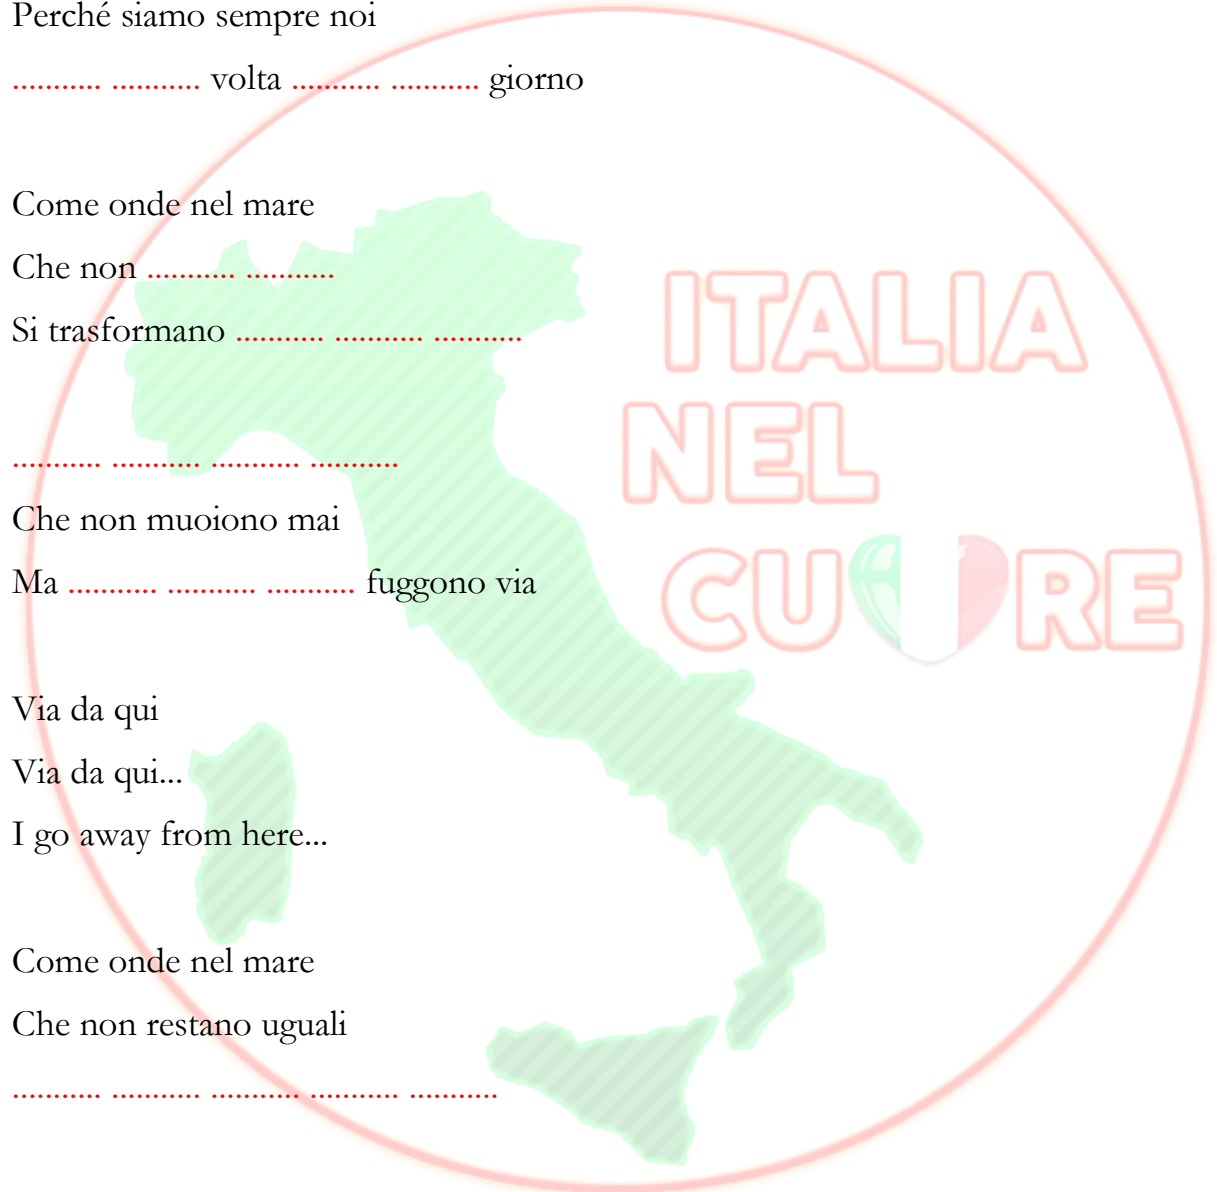 Perché siamo sempre noi
........... ........... volta ........... ........... giorno
Come onde nel mare
Che non ........... ...........
Si trasformano ........... ........... ...........
........... ........... ........... ...........
Che non muoiono mai
Ma ........... ........... ........... fuggono via
Via da qui
Via da qui...
I go away from here...
Come onde nel mare
Che non restano uguali
........... ........... ........... ........... ...........
ITALIA
NEL
CUORE